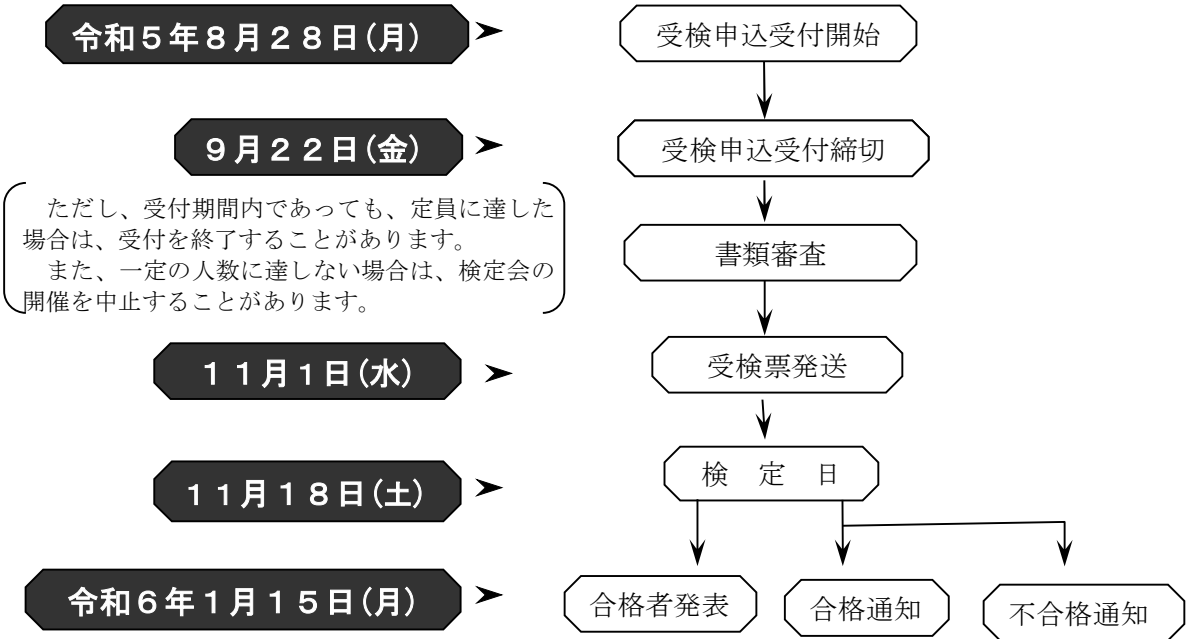 令和５年８月２８日(月)
受検申込受付開始
９月２２日(金)
受検申込受付締切
ただし、受付期間内であっても、定員に達した
場合は、受付を終了することがあります。
また、一定の人数に達しない場合は、検定会の
開催を中止することがあります。
書類審査
１１月１日(水)
受検票発送
１１月１８日(土)
検　定　日
令和６年１月１５日(月)
合格者発表
合格通知
不合格通知